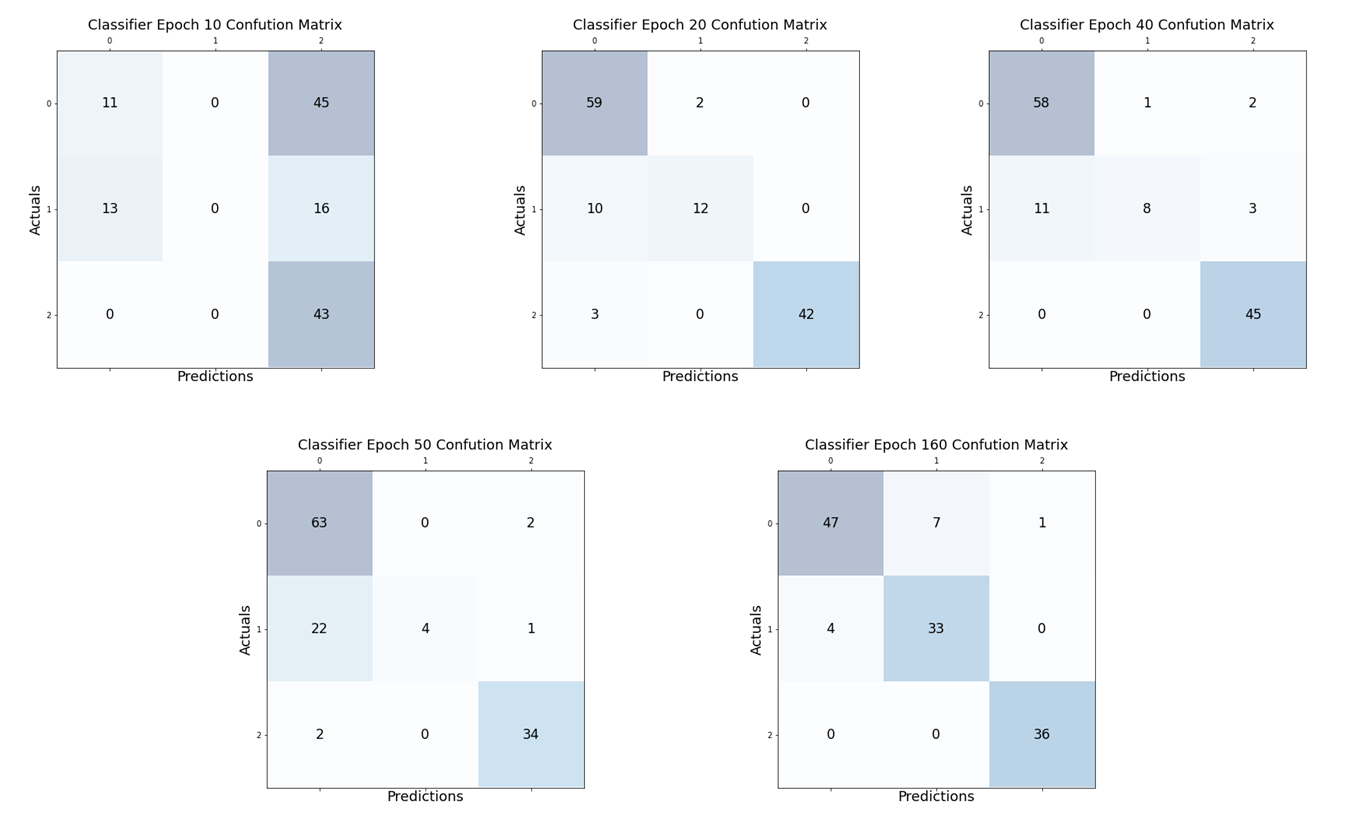 Classifier Epoch 10 Confution Matrix
0 1 2
0 11 0 45
1 13 0 16
2 0 0 43
Actuals
Predictions
Classifier Epoch 20 Confution Matrix
0 1 2
0 59 2 0
1 10 12 0
2 3 0 42
Actuals
Predictions
Classifier Epoch 40 Confution Matrix
0 1 2
0 58 1 2
1 11 8 3
2 0 0 45
Actuals
Predictions
Classifier Epoch 50 Confution Matrix
0 1 2
0 63 0 2
1 22 4 1
2 2 0 34
Actuals
Predictions
Classifier Epoch 160 Confution Matrix
0 1 2
0 47 7 1
1 4 33 0
2 0 0 36
Actuals
Predictions